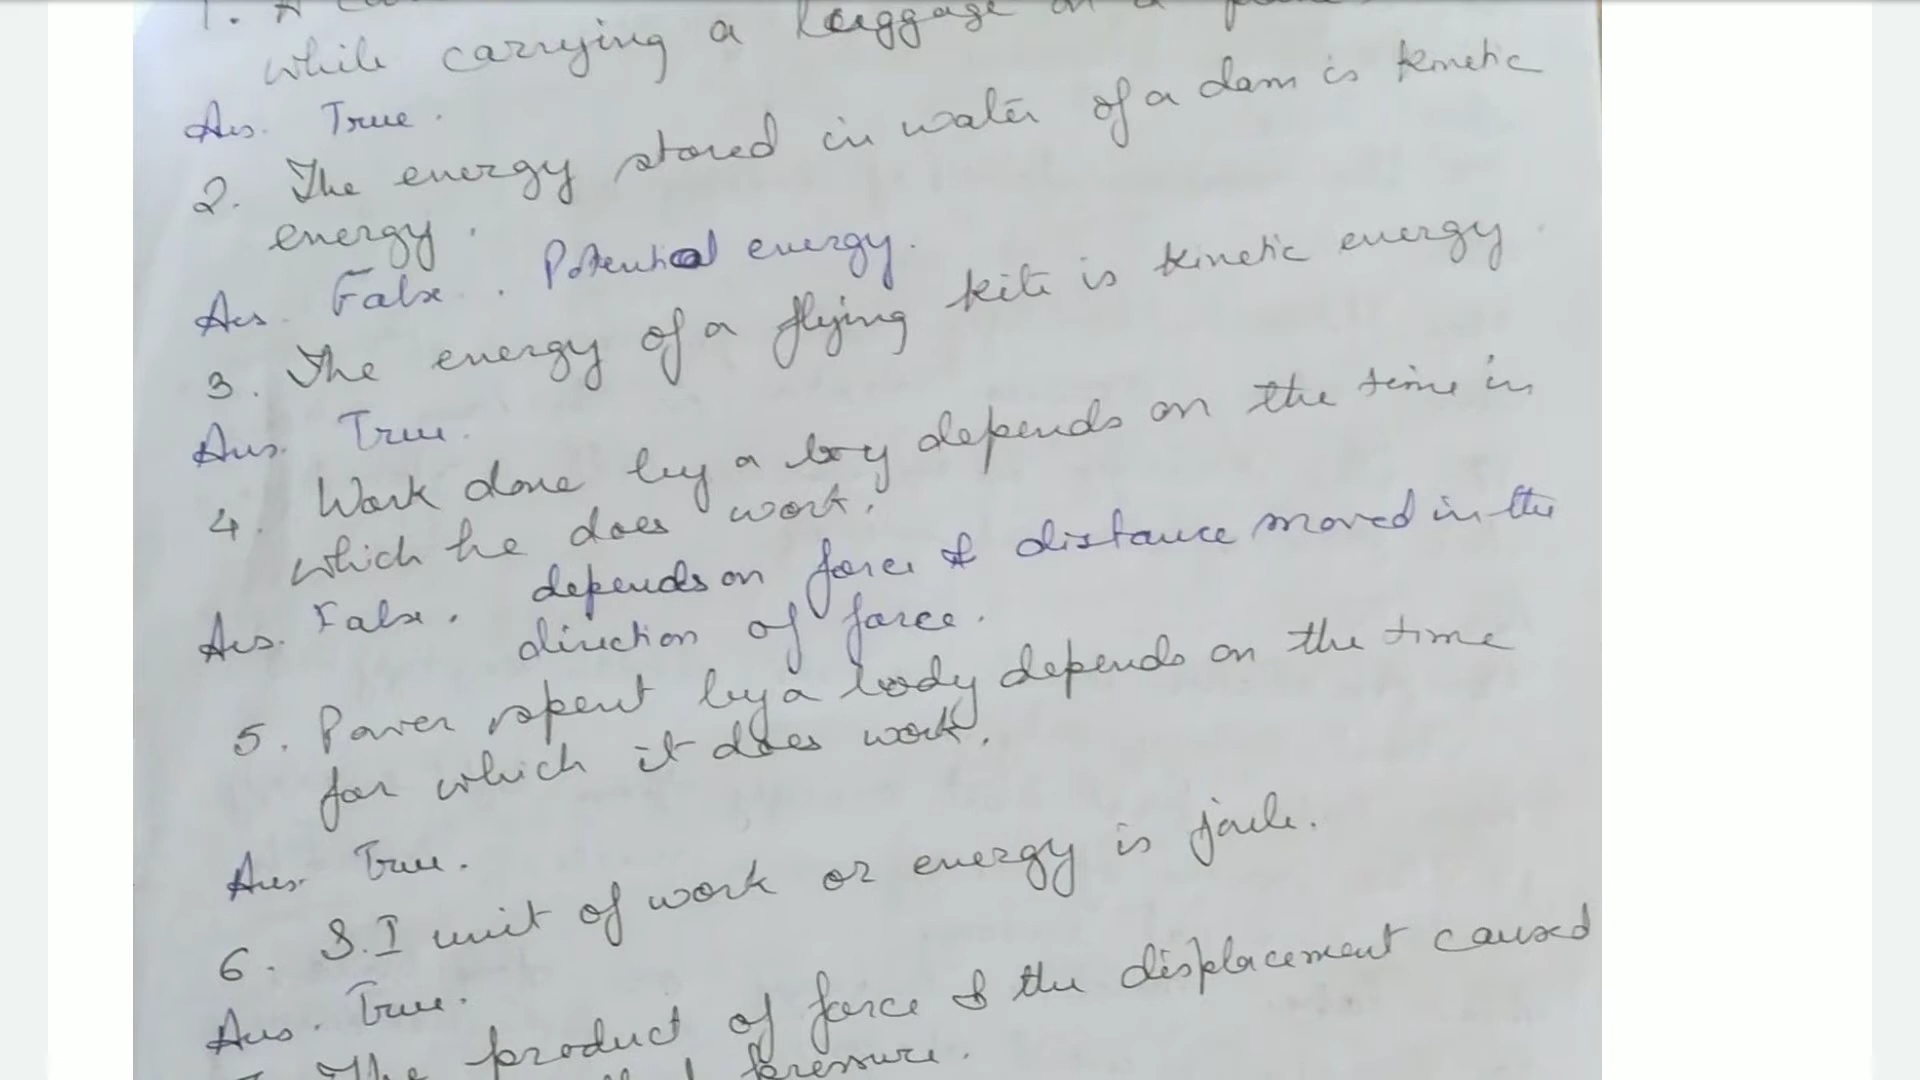 1. A
while carrying a luggage on a
Ans. True.
2. The energy stored in water of a dam is kinetic
energy.
Ans False. Potential energy.
3. The energy of a flying kite is kinetic energy.
Ans. True.
4. Work done by a boy depends on the time in
which he does work.
Ans. False. depends on force & distance moved in the
direction of force.
5. Power spent by a body depends on the time
for which it does work.
Ans. True.
6. S.I unit of work or energy is joule.
Ans. True.
The product of force & the displacement caused
pressure.